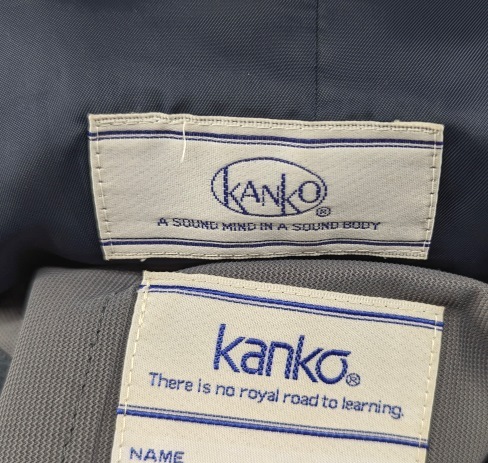 KANKO®
A SOUND MIND IN A SOUND BODY
kanko®
There is no royal road to learning.
NAME